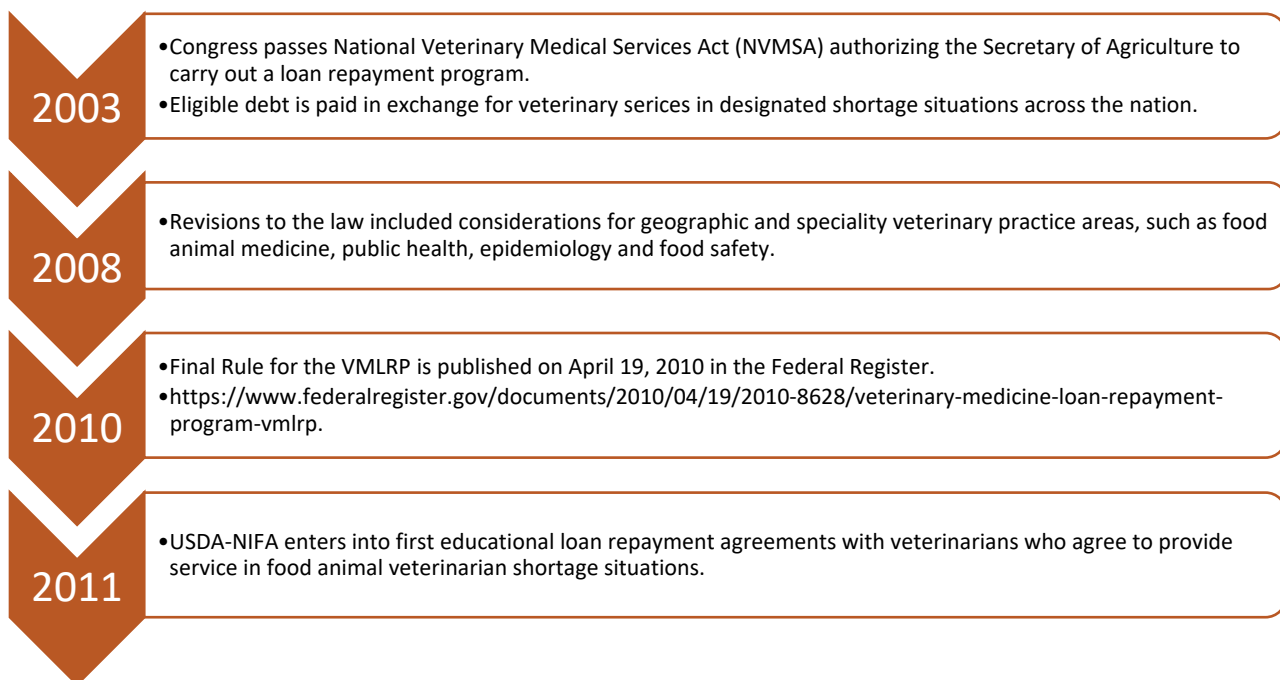 2003
•Congress passes National Veterinary Medical Services Act (NVMSA) authorizing the Secretary of Agriculture to
carry out a loan repayment program.
•Eligible debt is paid in exchange for veterinary serices in designated shortage situations across the nation.
2008
•Revisions to the law included considerations for geographic and speciality veterinary practice areas, such as food
animal medicine, public health, epidemiology and food safety.
2010
•Final Rule for the VMLRP is published on April 19, 2010 in the Federal Register.
•https://www.federalregister.gov/documents/2010/04/19/2010-8628/veterinary-medicine-loan-repayment-
program-vmlrp.
2011
•USDA-NIFA enters into first educational loan repayment agreements with veterinarians who agree to provide
service in food animal veterinarian shortage situations.